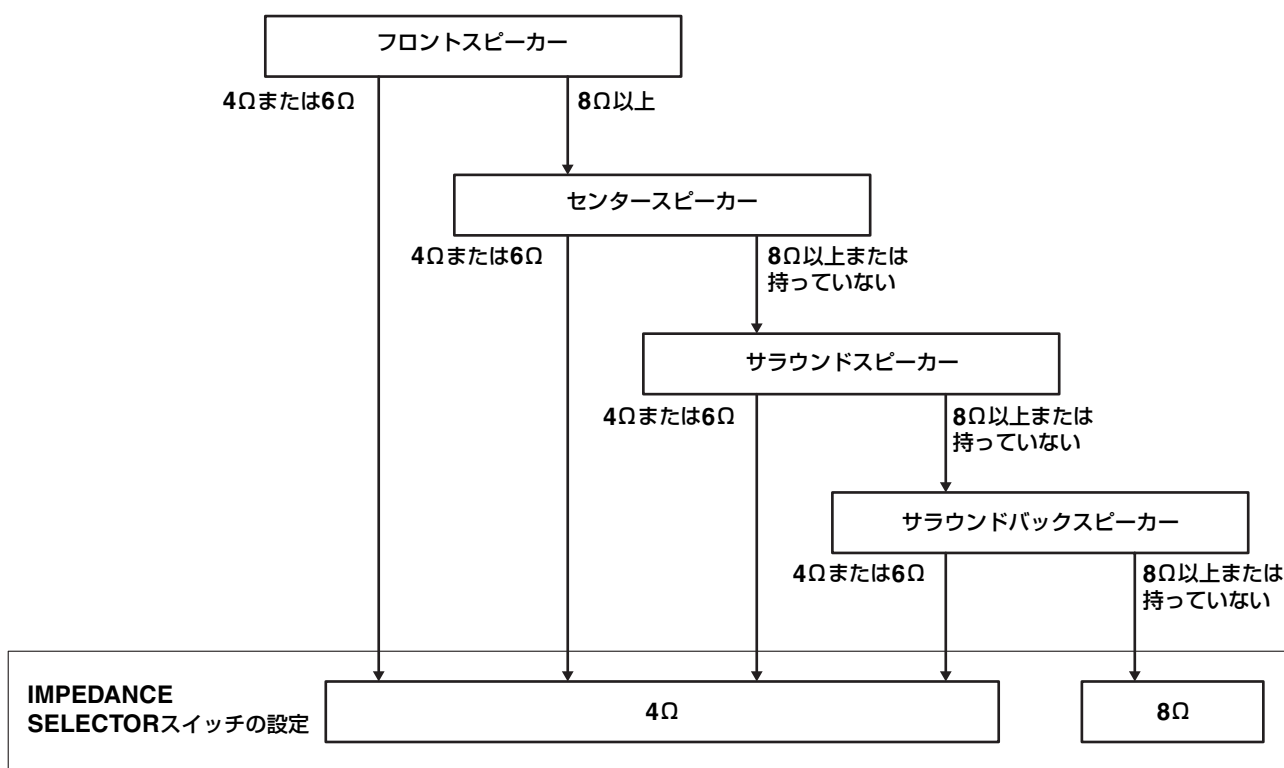 フロントスピーカー
4Ωまたは6Ω
8Ω以上
センタースピーカー
4Ωまたは6Ω
8Ω以上または
持っていない
サラウンドスピーカー
4Ωまたは6Ω
8Ω以上または
持っていない
サラウンドバックスピーカー
4Ωまたは6Ω
8Ω以上または
持っていない
IMPEDANCE
SELECTORスイッチの設定
4Ω
8Ω